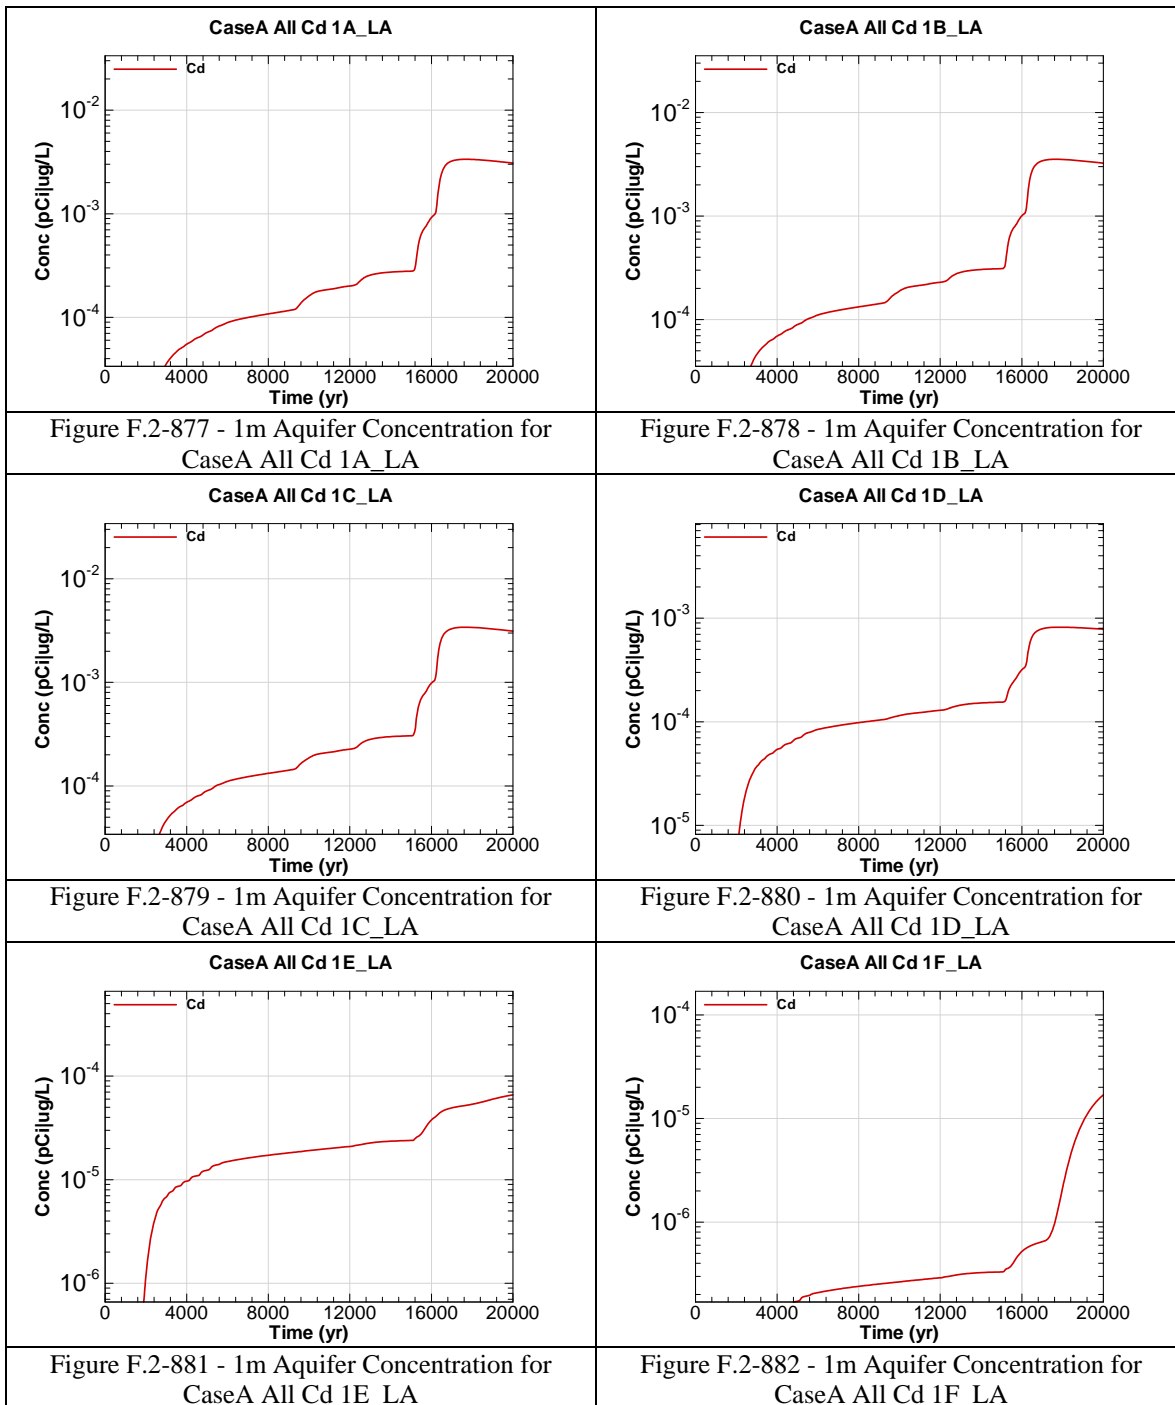 CaseA All Cd 1A_LA
Cd
Conc (pCi|ug/L)
10-2
10-3
10-4
0 4000 8000 12000 16000 20000
Time (yr)
Figure F.2-877 - 1m Aquifer Concentration for
CaseA All Cd 1A_LA
CaseA All Cd 1B_LA
Cd
Conc (pCi|ug/L)
10-2
10-3
10-4
0 4000 8000 12000 16000 20000
Time (yr)
Figure F.2-878 - 1m Aquifer Concentration for
CaseA All Cd 1B_LA
CaseA All Cd 1C_LA
Cd
Conc (pCi|ug/L)
10-2
10-3
10-4
0 4000 8000 12000 16000 20000
Time (yr)
Figure F.2-879 - 1m Aquifer Concentration for
CaseA All Cd 1C_LA
CaseA All Cd 1D_LA
Cd
Conc (pCi|ug/L)
10-3
10-4
10-5
0 4000 8000 12000 16000 20000
Time (yr)
Figure F.2-880 - 1m Aquifer Concentration for
CaseA All Cd 1D_LA
CaseA All Cd 1E_LA
Cd
Conc (pCi|ug/L)
10-4
10-5
10-6
0 4000 8000 12000 16000 20000
Time (yr)
Figure F.2-881 - 1m Aquifer Concentration for
CaseA All Cd 1E_LA
CaseA All Cd 1F_LA
Cd
Conc (pCi|ug/L)
10-4
10-5
10-6
0 4000 8000 12000 16000 20000
Time (yr)
Figure F.2-882 - 1m Aquifer Concentration for
CaseA All Cd 1F_LA